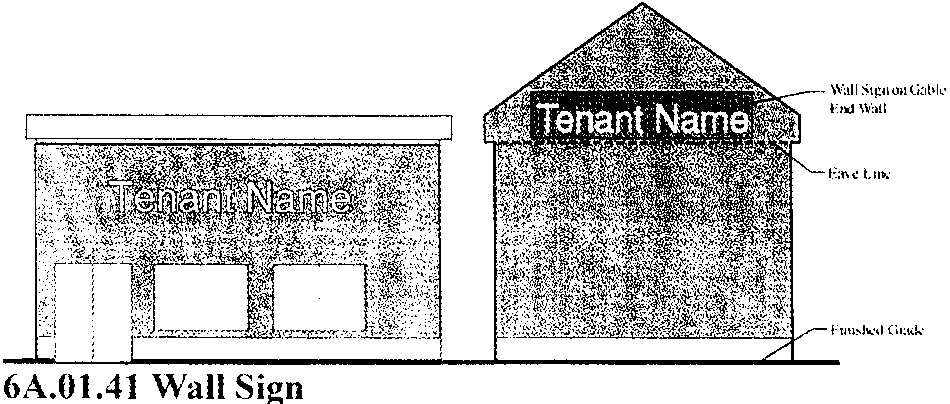 Tenant Name
Tenant Name
Wall Sign on Gable
End Wall
Eave Line
Finished Grade
6A.01.41 Wall Sign